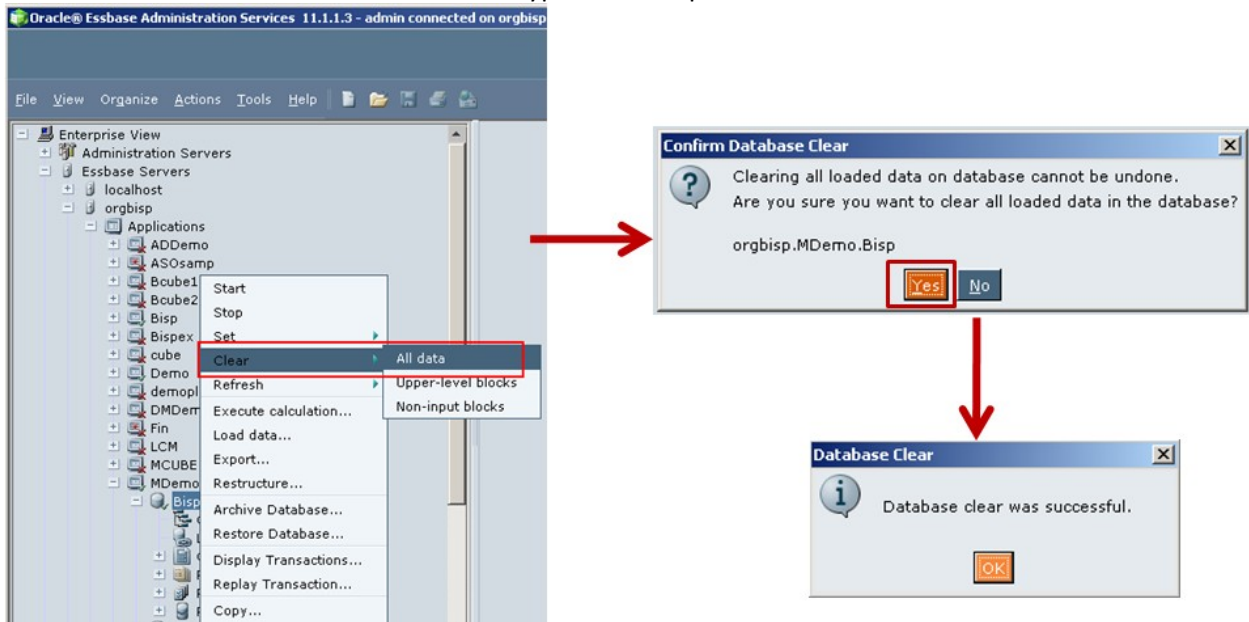 Oracle® Essbase Administration Services 11.1.1.3 - admin connected on orgbisp
File View Organize Actions Tools Help
Enterprise View
Administration Servers
Essbase Servers
localhost
orgbisp
Applications
ADDemo
ASOsamp
Bcube1
Bcube2
Bisp
Bispex
cube
Demo
demopl
DMDem
Fin
LCM
MCUBE
MDemo
Bisp
Start
Stop
Set
Clear
Refresh
Execute calculation...
Load data...
Export...
Restructure...
Archive Database...
Restore Database...
Display Transactions...
Replay Transaction...
Copy...
All data
Upper-level blocks
Non-input blocks
Confirm Database Clear
Clearing all loaded data on database cannot be undone.
Are you sure you want to clear all loaded data in the database?
orgbisp.MDemo.Bisp
Yes No
Database Clear
Database clear was successful.
OK